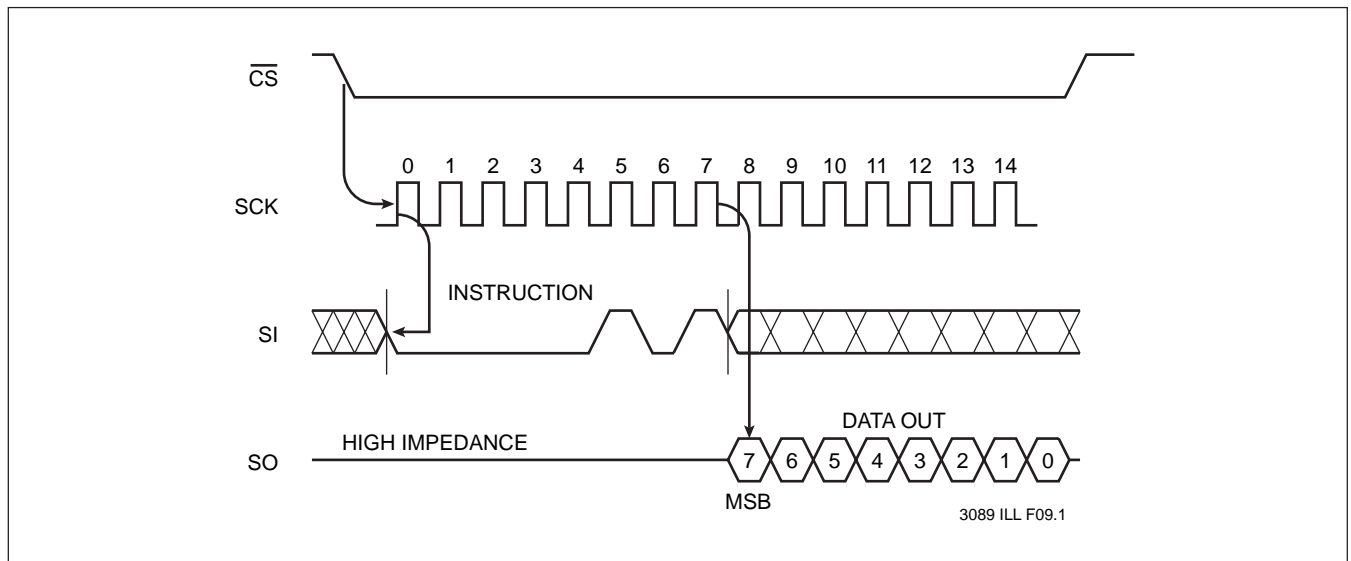 CS
0 1 2 3 4 5 6 7 8 9 10 11 12 13 14
SCK
INSTRUCTION
SI
DATA OUT
HIGH IMPEDANCE
SO
7 6 5 4 3 2 1 0
MSB
3089 ILL F09.1